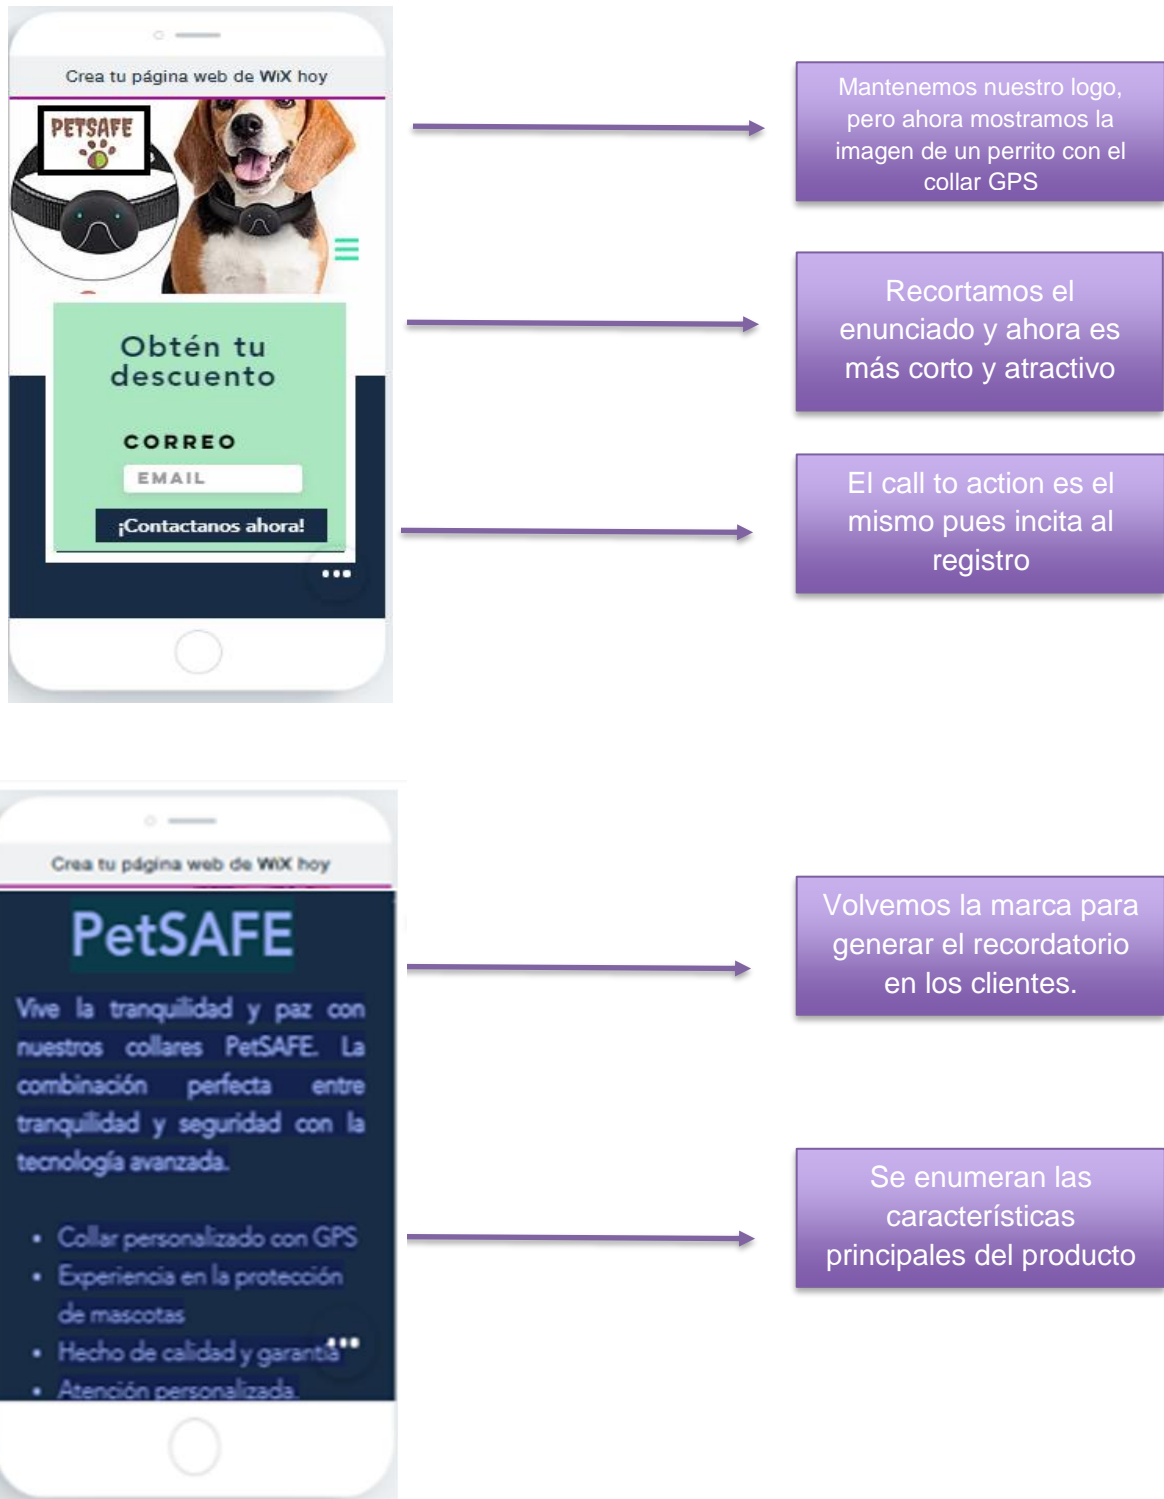 Crea tu página web de WiX hoy
PETSAFE
Obtén tu
descuento
CORREO
EMAIL
¡Contactanos ahora!
Mantenemos nuestro logo,
pero ahora mostramos la
imagen de un perrito con el
collar GPS
Recortamos el
enunciado y ahora es
más corto y atractivo
El call to action es el
mismo pues incita al
registro
Crea tu página web de WiX hoy
PetSAFE
Vive la tranquilidad y paz con
nuestros collares PetSAFE. La
combinación perfecta entre
tranquilidad y seguridad con la
tecnología avanzada.
• Collar personalizado con GPS
• Experiencia en la protección
de mascotas
• Hecho de calidad y garantía
• Atención personalizada.
Volvemos la marca para
generar el recordatorio
en los clientes.
Se enumeran las
características
principales del producto